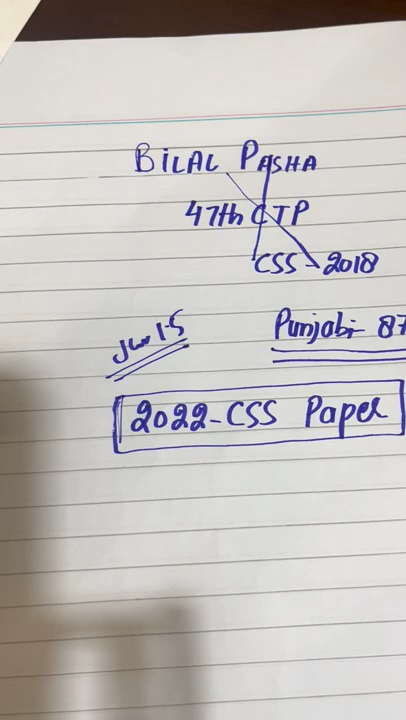 BILAL PASHA
47th CTP
CSS - 2018
Punjabi- 87
2022-CSS Paper